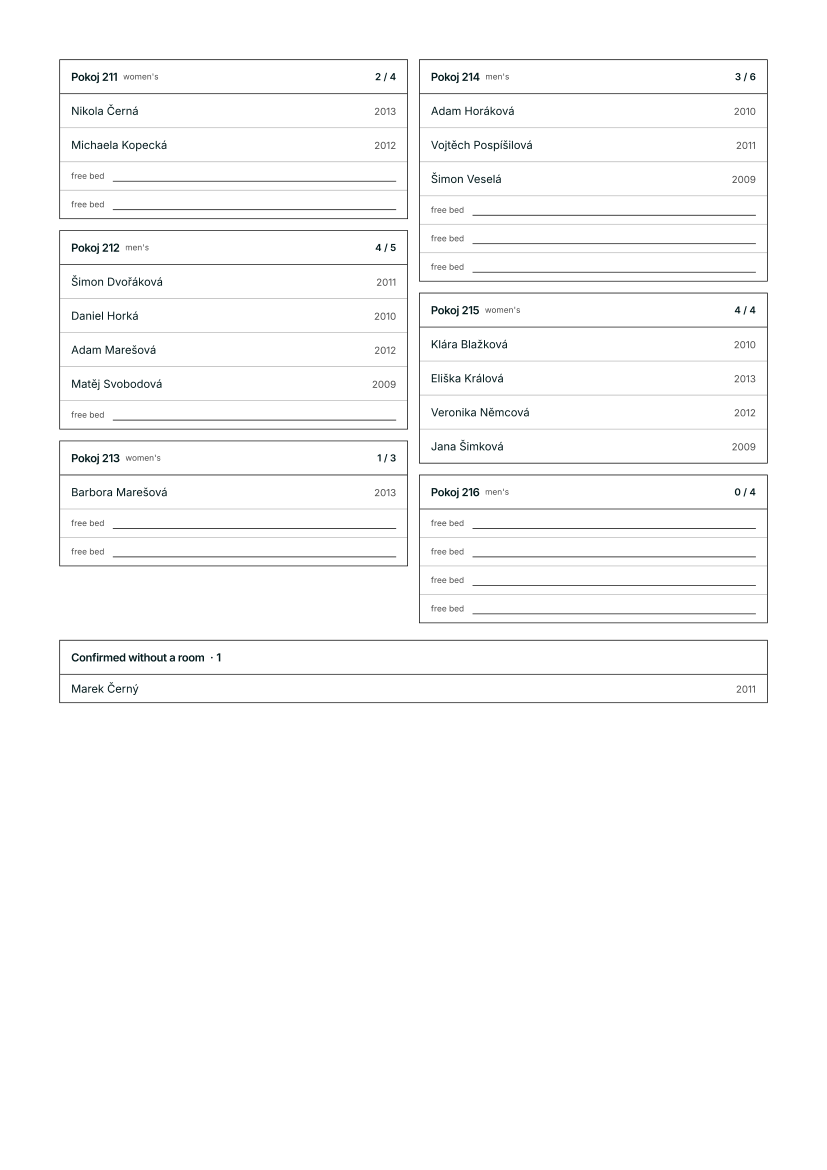 Pokoj 211 women's 2 / 4
Nikola Černá 2013
Michaela Kopecká 2012
free bed
free bed
Pokoj 212 men's 4 / 5
Šimon Dvořáková 2011
Daniel Horká 2010
Adam Marešová 2012
Matěj Svobodová 2009
free bed
Pokoj 213 women's 1 / 3
Barbora Marešová 2013
free bed
free bed
Pokoj 214 men's 3 / 6
Adam Horáková 2010
Vojtěch Pospíšilová 2011
Šimon Veselá 2009
free bed
free bed
free bed
Pokoj 215 women's 4 / 4
Klára Blažková 2010
Eliška Králová 2013
Veronika Němcová 2012
Jana Šimková 2009
Pokoj 216 men's 0 / 4
free bed
free bed
free bed
free bed
Confirmed without a room · 1
Marek Černý 2011